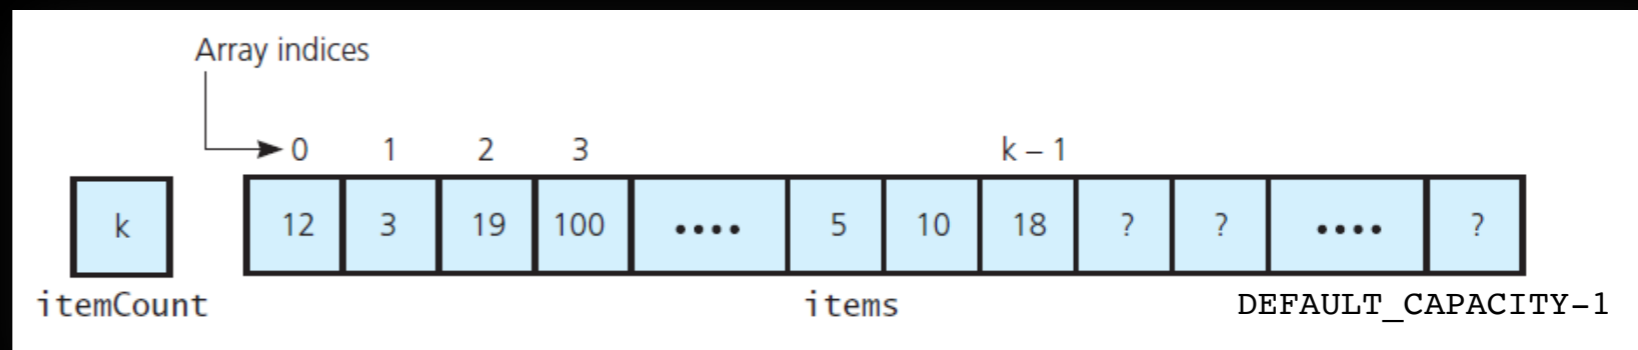 Array indices
0 1 2 3 k – 1
k 12 3 19 100 •••• 5 10 18 ? ? •••• ?
itemCount items DEFAULT_CAPACITY-1